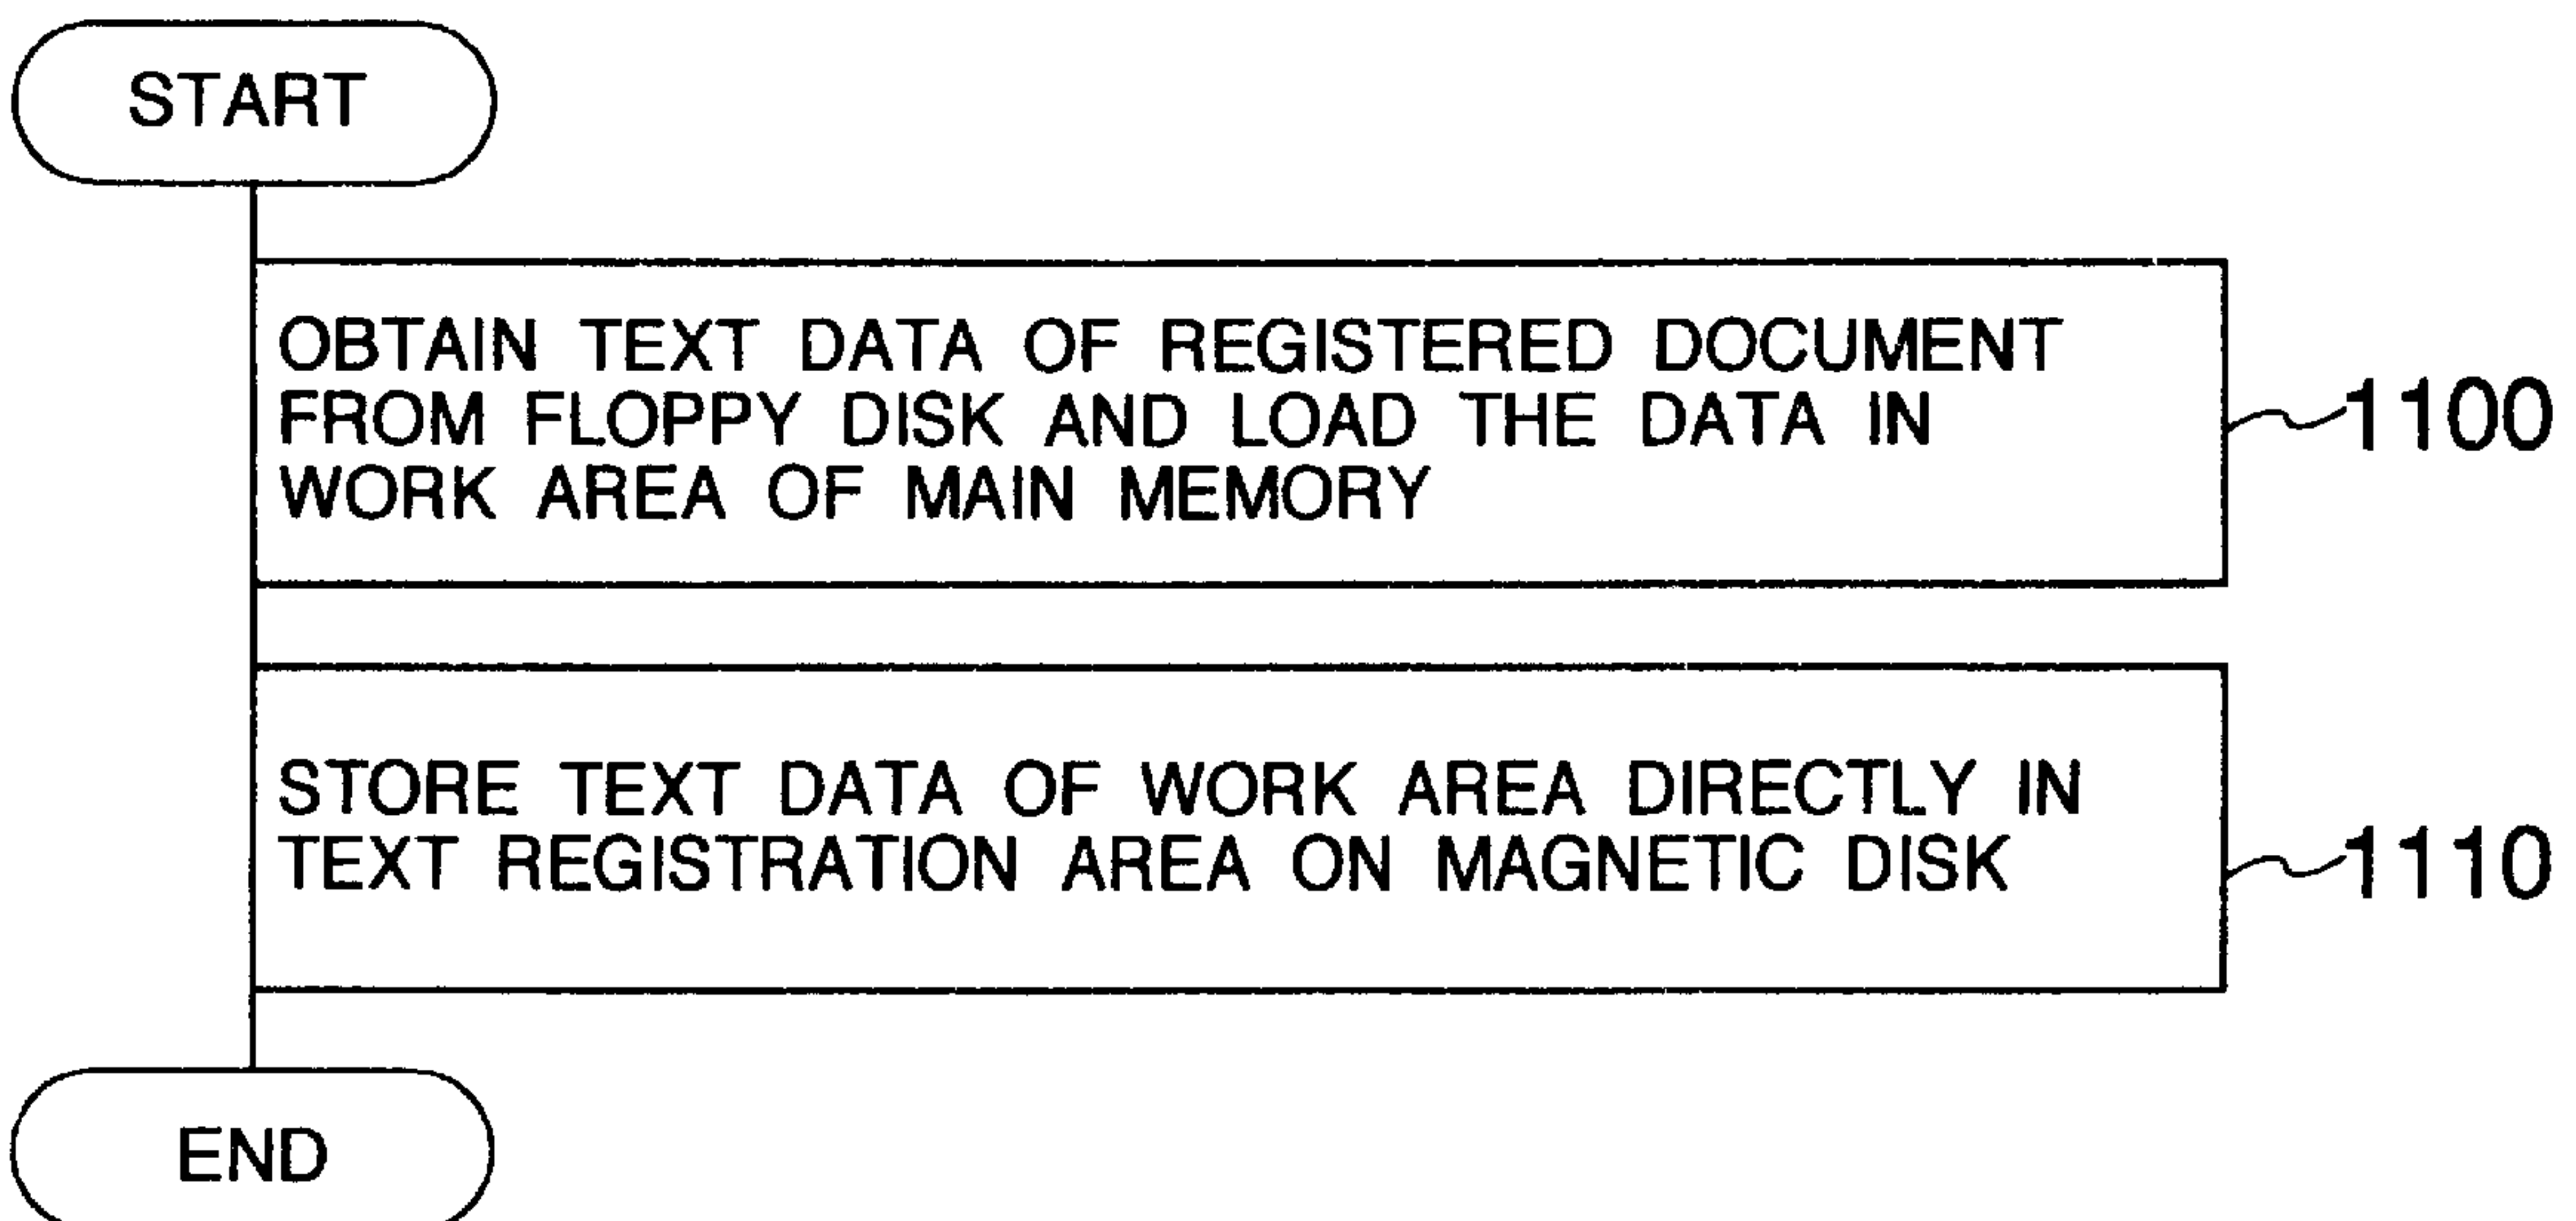 START
OBTAIN TEXT DATA OF REGISTERED DOCUMENT
FROM FLOPPY DISK AND LOAD THE DATA IN
WORK AREA OF MAIN MEMORY
1100
STORE TEXT DATA OF WORK AREA DIRECTLY IN
TEXT REGISTRATION AREA ON MAGNETIC DISK
1110
END